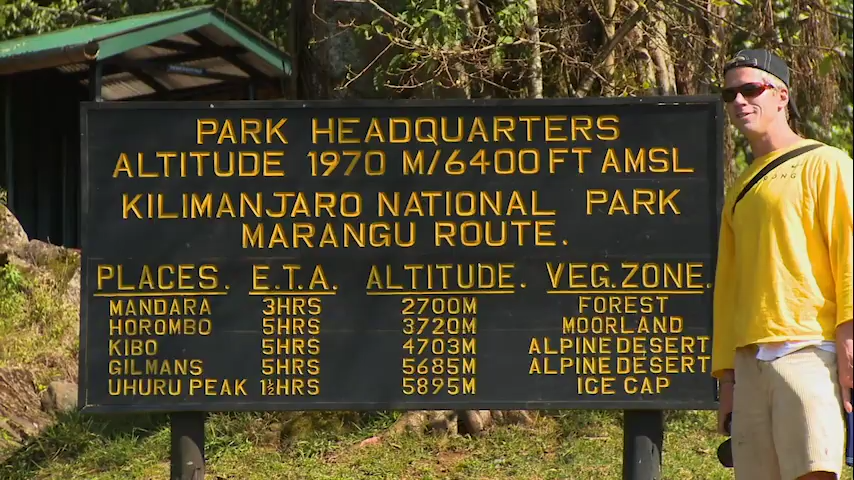 PARK HEADQUARTERS
ALTITUDE 1970 M/6400FT AMSL
KILIMANJARO NATIONAL PARK
MARANGU ROUTE.
PLACES. E.T.A. ALTITUDE. VEG.ZONE.
MANDARA 3HRS 2700M FOREST
HOROMBO 5HRS 3720M MOORLAND
KIBO 5HRS 4703M ALPINE DESERT
GILMANS 5HRS 5685M ALPINE DESERT
UHURU PEAK 1½HRS 5895M ICE CAP